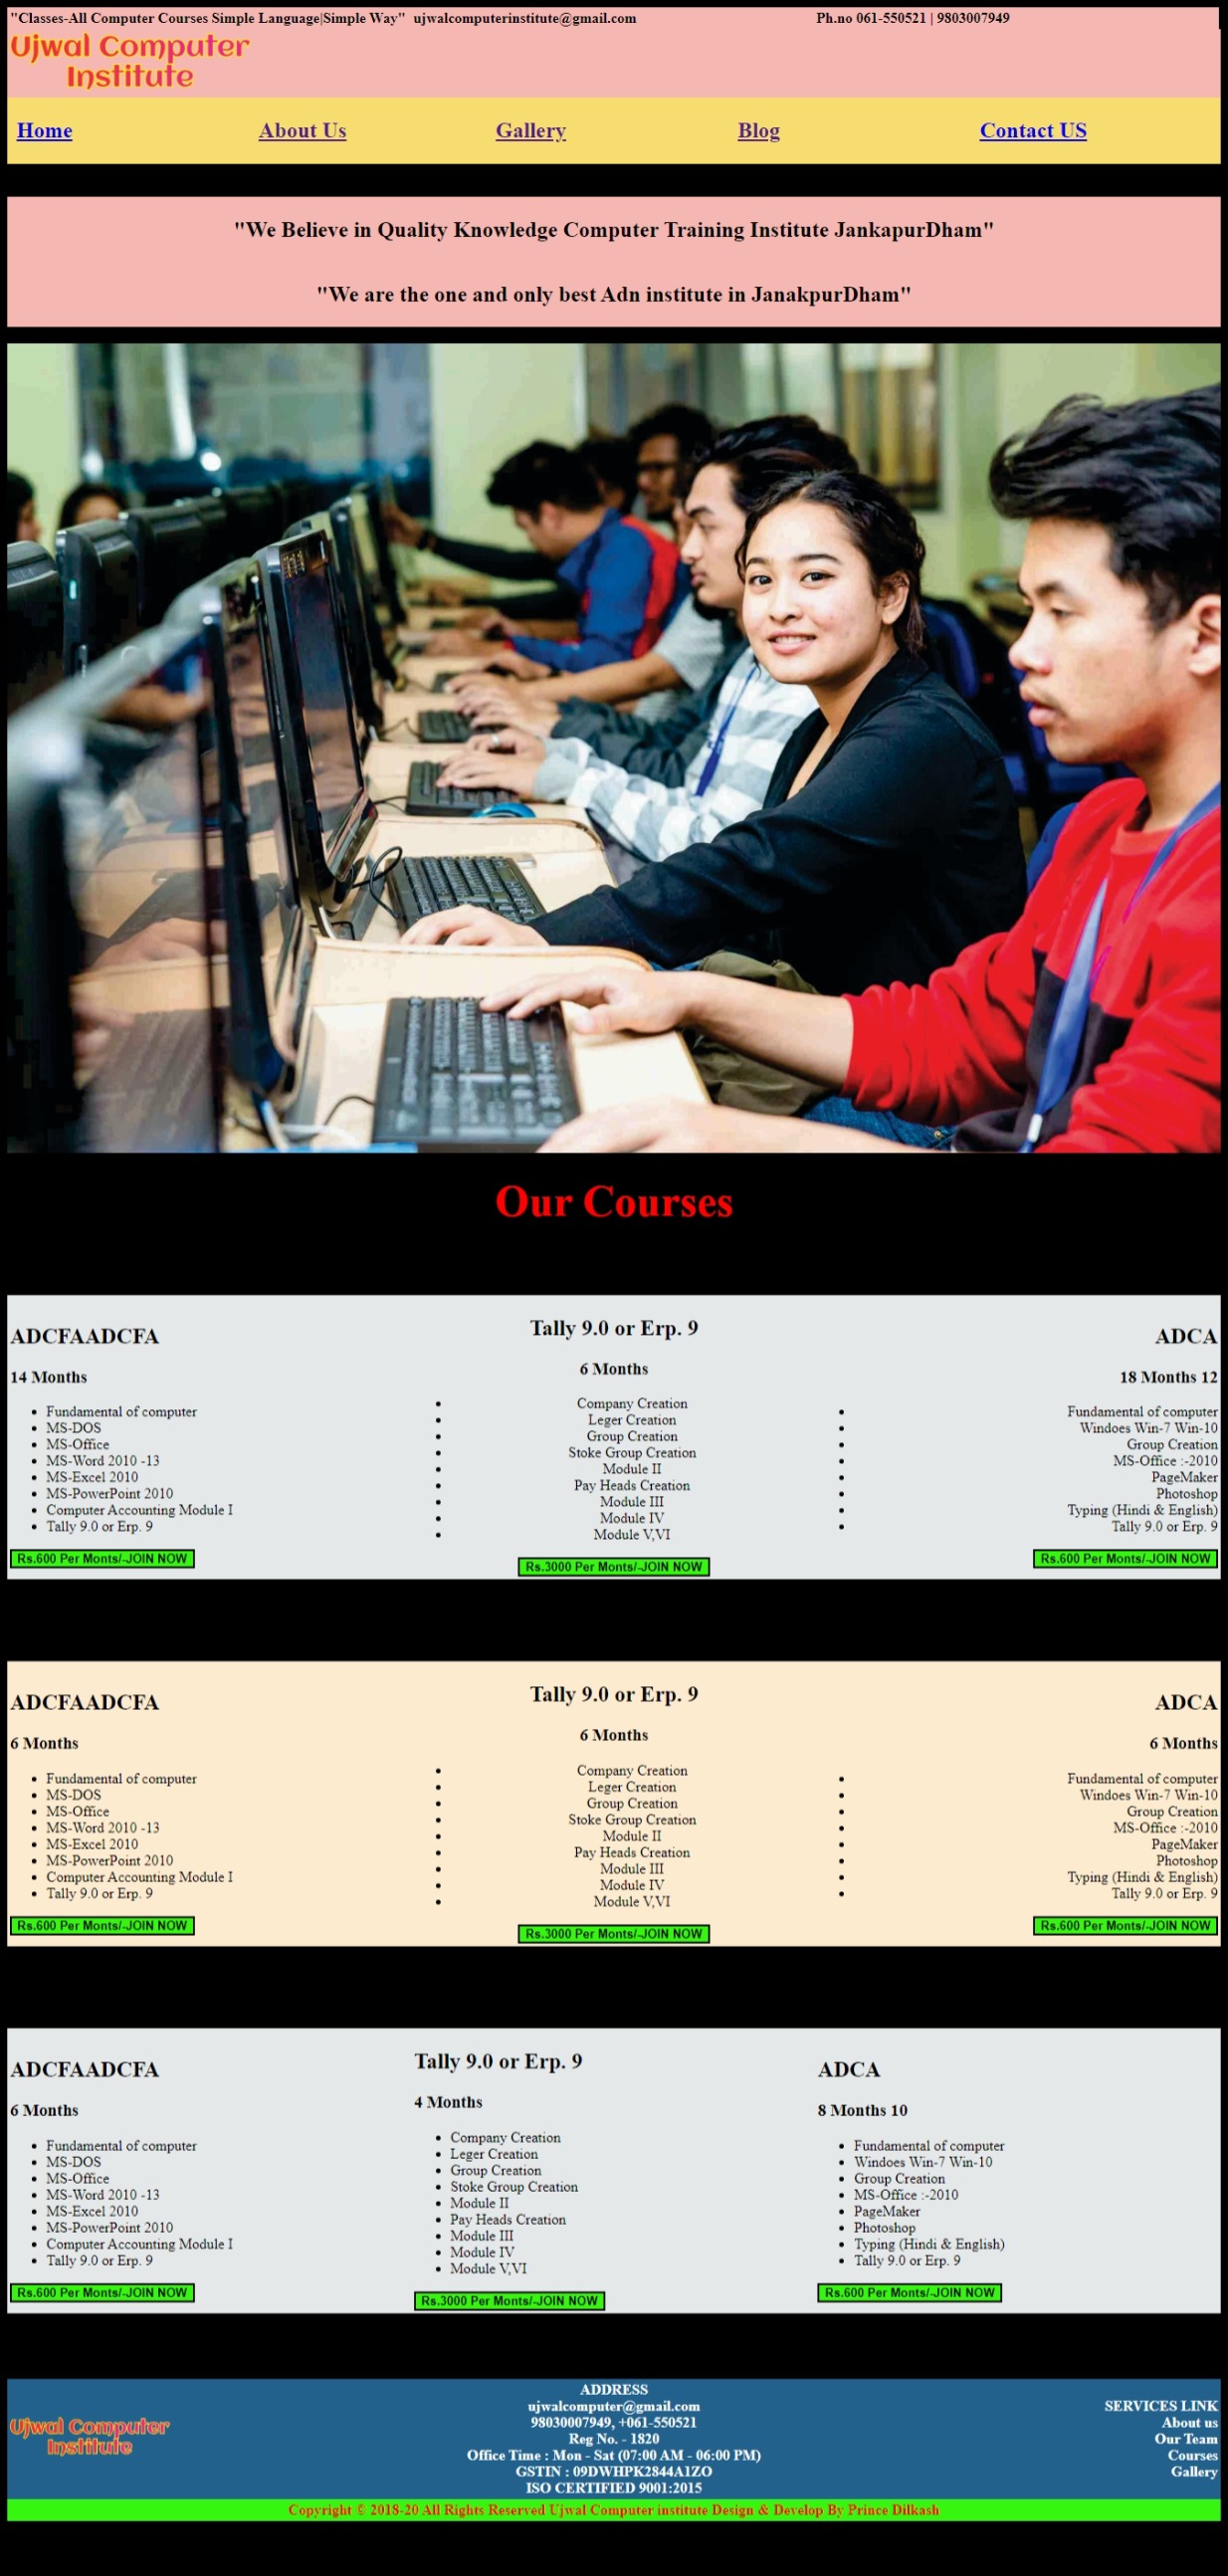 "Classes-All Computer Courses Simple Language|Simple Way" ujwalcomputerinstitute@gmail.com Ph.no 061-550521 | 9803007949
Ujwal Computer
Institute
Home About Us Gallery Blog Contact US
"We Believe in Quality Knowledge Computer Training Institute JankapurDham"
"We are the one and only best Adn institute in JanakpurDham"
Our Courses
ADCFAADCFA
14 Months
Fundamental of computer
MS-DOS
MS-Office
MS-Word 2010 -13
MS-Excel 2010
MS-PowerPoint 2010
Computer Accounting Module I
Tally 9.0 or Erp. 9
Rs.600 Per Monts/-JOIN NOW
Tally 9.0 or Erp. 9
6 Months
Company Creation
Leger Creation
Group Creation
Stoke Group Creation
Module II
Pay Heads Creation
Module III
Module IV
Module V,VI
Rs.3000 Per Monts/-JOIN NOW
ADCA
18 Months 12
Fundamental of computer
Windoes Win-7 Win-10
Group Creation
MS-Office :-2010
PageMaker
Photoshop
Typing (Hindi & English)
Tally 9.0 or Erp. 9
Rs.600 Per Monts/-JOIN NOW
ADCFAADCFA
6 Months
Fundamental of computer
MS-DOS
MS-Office
MS-Word 2010 -13
MS-Excel 2010
MS-PowerPoint 2010
Computer Accounting Module I
Tally 9.0 or Erp. 9
Rs.600 Per Monts/-JOIN NOW
Tally 9.0 or Erp. 9
6 Months
Company Creation
Leger Creation
Group Creation
Stoke Group Creation
Module II
Pay Heads Creation
Module III
Module IV
Module V,VI
Rs.3000 Per Monts/-JOIN NOW
ADCA
6 Months
Fundamental of computer
Windoes Win-7 Win-10
Group Creation
MS-Office :-2010
PageMaker
Photoshop
Typing (Hindi & English)
Tally 9.0 or Erp. 9
Rs.600 Per Monts/-JOIN NOW
ADCFAADCFA
6 Months
Fundamental of computer
MS-DOS
MS-Office
MS-Word 2010 -13
MS-Excel 2010
MS-PowerPoint 2010
Computer Accounting Module I
Tally 9.0 or Erp. 9
Rs.600 Per Monts/-JOIN NOW
Tally 9.0 or Erp. 9
4 Months
Company Creation
Leger Creation
Group Creation
Stoke Group Creation
Module II
Pay Heads Creation
Module III
Module IV
Module V,VI
Rs.3000 Per Monts/-JOIN NOW
ADCA
8 Months 10
Fundamental of computer
Windoes Win-7 Win-10
Group Creation
MS-Office :-2010
PageMaker
Photoshop
Typing (Hindi & English)
Tally 9.0 or Erp. 9
Rs.600 Per Monts/-JOIN NOW
Ujwal Computer
Institute
ADDRESS
ujwalcomputer@gmail.com
98030007949, +061-550521
Reg No. - 1820
Office Time : Mon - Sat (07:00 AM - 06:00 PM)
GSTIN : 09DWHPK2844A1ZO
ISO CERTIFIED 9001:2015
SERVICES LINK
About us
Our Team
Courses
Gallery
Copyright © 2018-20 All Rights Reserved Ujwal Computer institute Design & Develop By Prince Dilkash